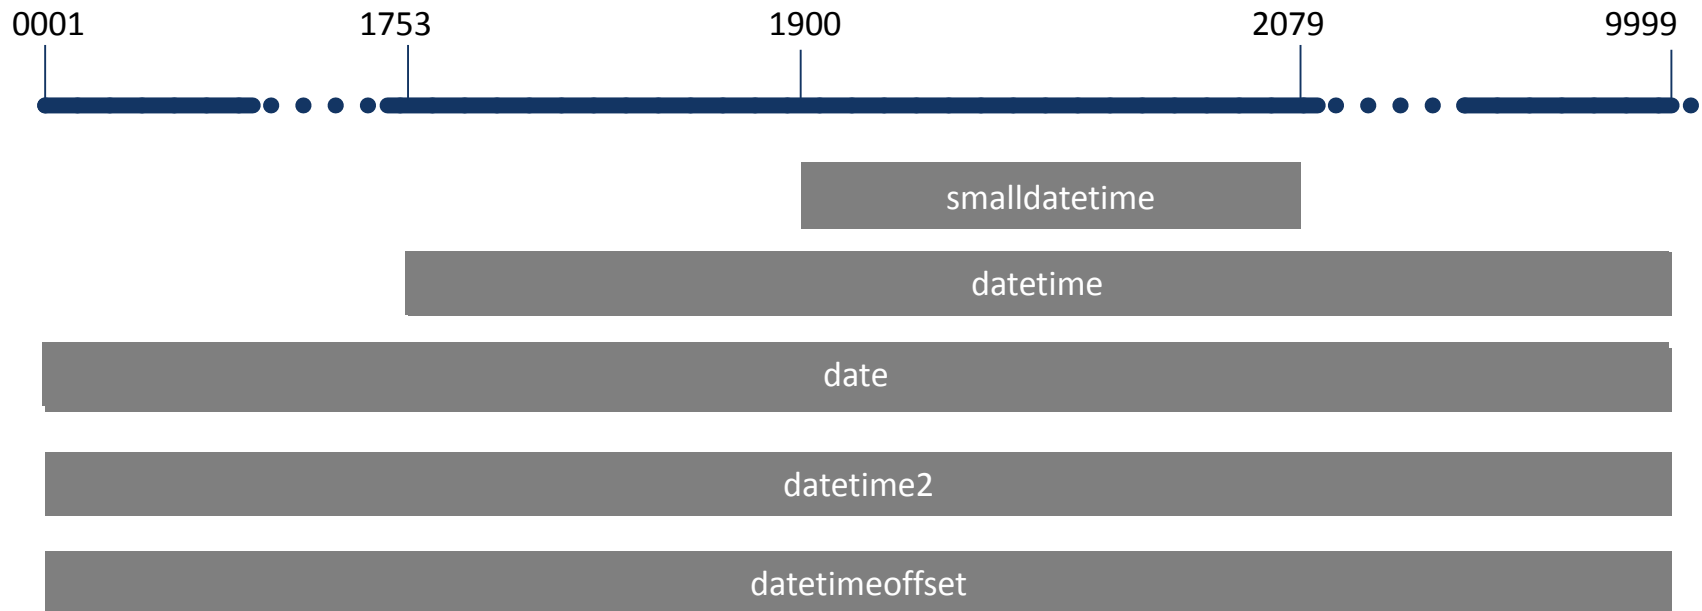 0001 1753 1900 2079 9999
smalldatetime
datetime
date
datetime2
datetimeoffset